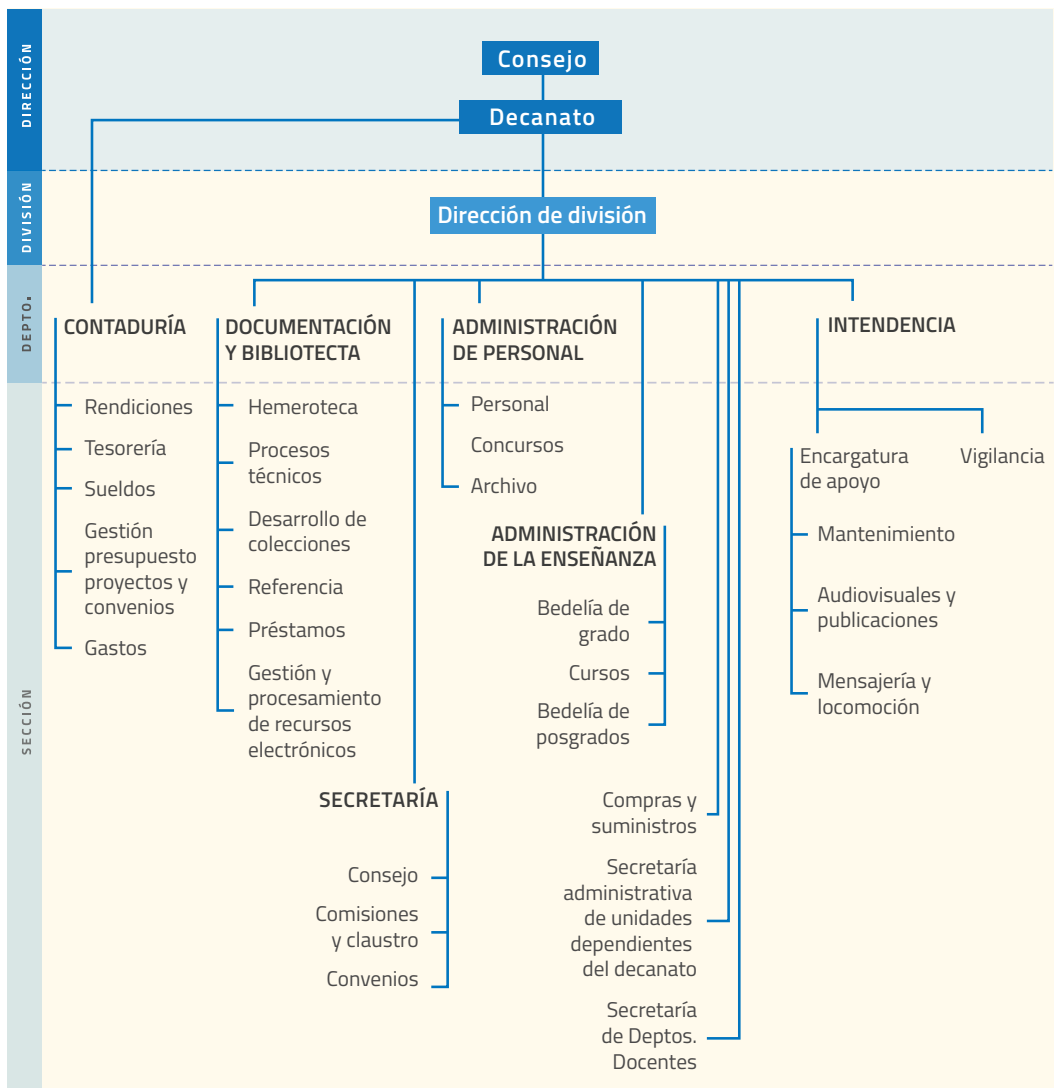 DIRECCIÓN
Consejo
Decanato
DIVISIÓN
Dirección de división
DEPTO.
CONTADURÍA
DOCUMENTACIÓN
Y BIBLIOTECTA
ADMINISTRACIÓN
DE PERSONAL
INTENDENCIA
SECCIÓN
Rendiciones
Tesorería
Sueldos
Gestión
presupuesto
proyectos y
convenios
Gastos
Hemeroteca
Procesos
técnicos
Desarrollo de
colecciones
Referencia
Préstamos
Gestión y
procesamiento
de recursos
electrónicos
Personal
Concursos
Archivo
Encargatura
de apoyo
Vigilancia
Mantenimiento
Audiovisuales y
publicaciones
Mensajería y
locomoción
ADMINISTRACIÓN
DE LA ENSEÑANZA
Bedelía de
grado
Cursos
Bedelía de
posgrados
SECRETARÍA
Consejo
Comisiones
y claustro
Convenios
Compras y
suministros
Secretaría
administrativa
de unidades
dependientes
del decanato
Secretaría
de Deptos.
Docentes